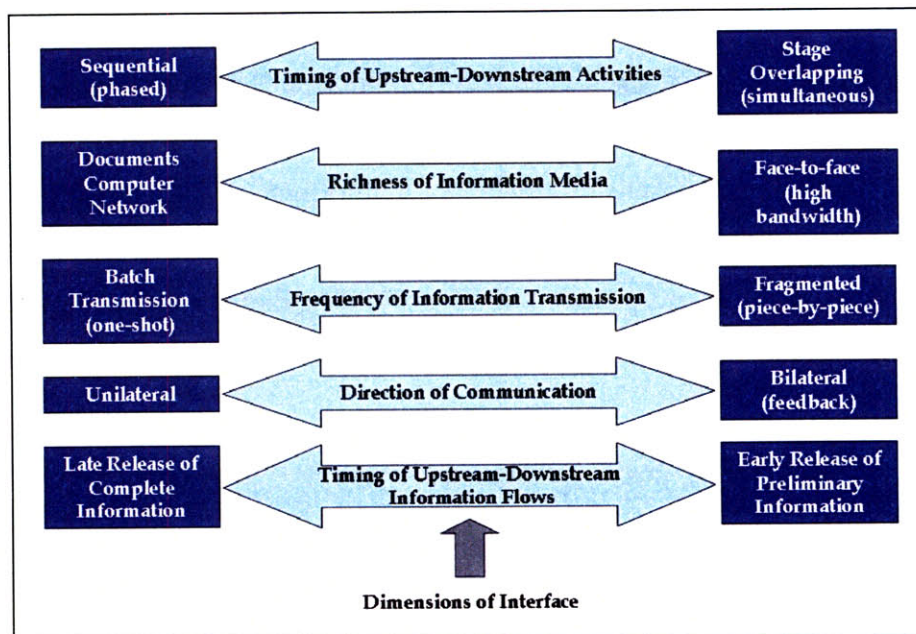 Sequential
(phased)
Timing of Upstream-Downstream Activities
Stage
Overlapping
(simultaneous)
Documents
Computer
Network
Richness of Information Media
Face-to-face
(high
bandwidth)
Batch
Transmission
(one-shot)
Frequency of Information Transmission
Fragmented
(piece-by-piece)
Unilateral
Direction of Communication
Bilateral
(feedback)
Late Release of
Complete
Information
Timing of Upstream-Downstream
Information Flows
Early Release of
Preliminary
Information
Dimensions of Interface